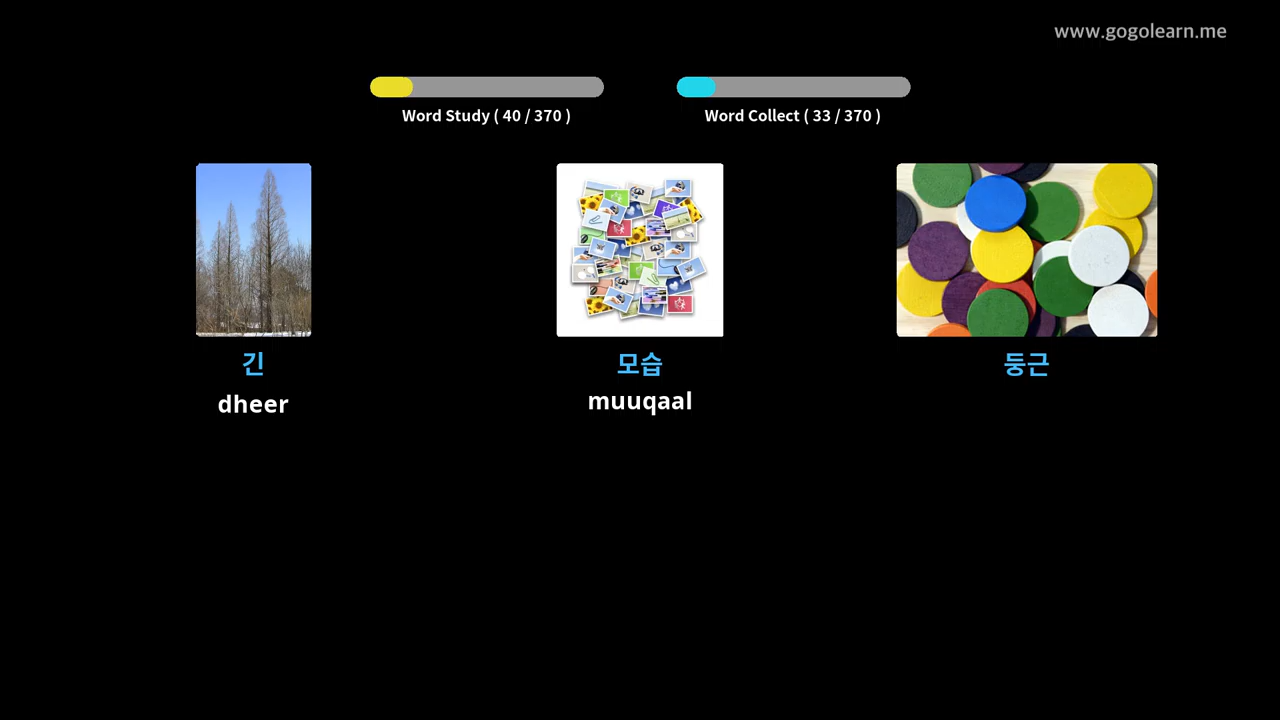 www.gogolearn.me
Word Study ( 40 / 370 )
Word Collect ( 33 / 370 )
긴
모습
둥근
dheer
muuqaal